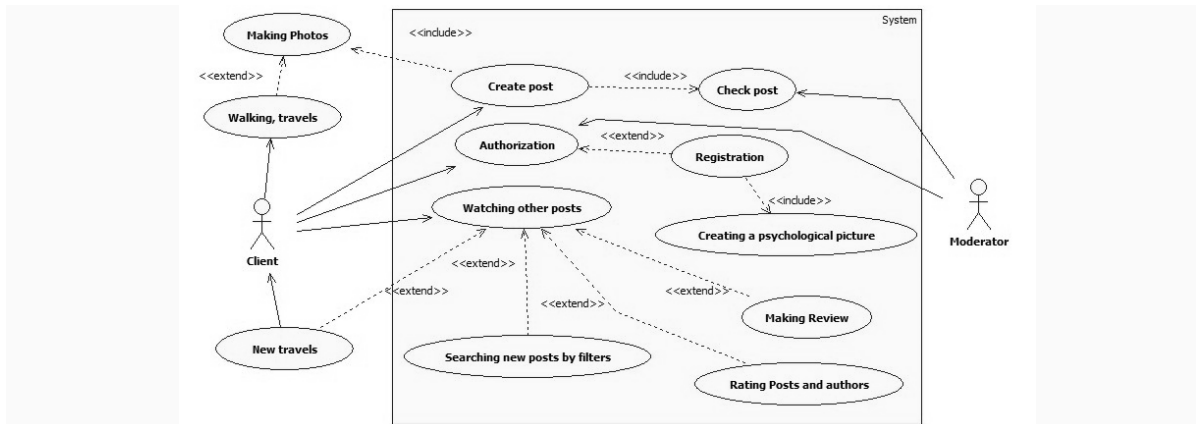 System
Making Photos
<<include>>
<<extend>>
Create post
<<include>>
Check post
Walking, travels
Authorization
<<extend>>
Registration
Watching other posts
<<include>>
Creating a psychological picture
Client
Moderator
<<extend>>
<<extend>>
<<extend>>
<<extend>>
Making Review
New travels
Searching new posts by filters
Rating Posts and authors